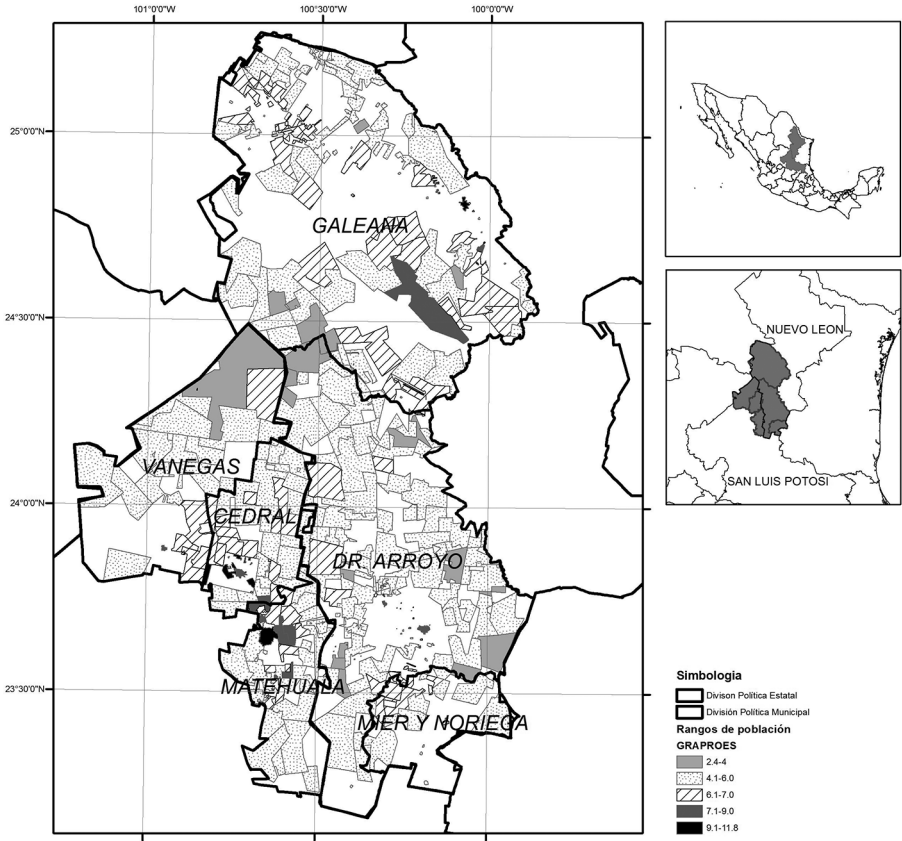 101°0'0"W
100°30'0"W
100°0'0"W
25°0'0"N
24°30'0"N
24°0'0"N
23°30'0"N
GALEANA
VANEGAS
CEDRAL
DR. ARROYO
MATEHUALA
MIER Y NORIEGA
NUEVO LEON
SAN LUIS POTOSI
Simbologia
Divison Política Estatal
División Política Municipal
Rangos de población
GRAPROES
2.4-4
4.1-6.0
6.1-7.0
7.1-9.0
9.1-11.8